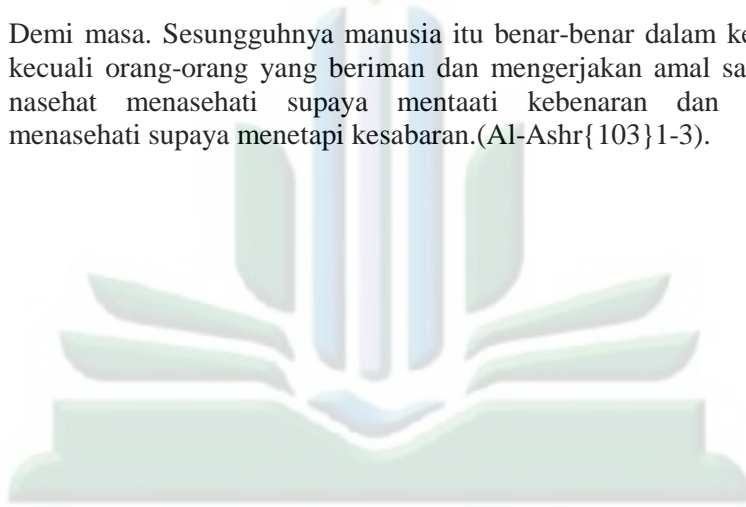 Demi masa. Sesungguhnya manusia itu benar-benar dalam
kecuali orang-orang yang beriman dan mengerjakan amal
nasehat menasehati supaya mentaati kebenaran dan
menasehati supaya menetapi kesabaran.(Al-Ashr{103}1-3).